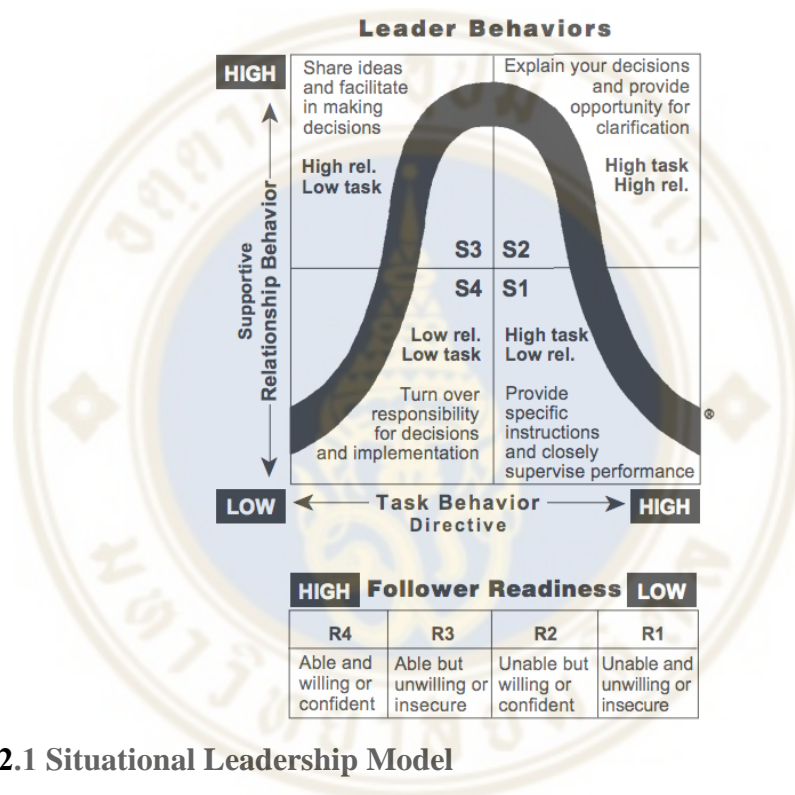 Leader Behaviors
HIGH
Share ideas
and facilitate
in making
decisions
High rel.
Low task
Explain your decisions
and provide
opportunity for
clarification
High task
High rel.
S3 S2
S4 S1
Supportive
Relationship Behavior
Low rel.
Low task
Turn over
responsibility
for decisions
and implementation
High task
Low rel.
Provide
specific
instructions
and closely
supervise performance
®
LOW
Task Behavior
Directive
HIGH
HIGH Follower Readiness LOW
R4 R3 R2 R1
Able and
willing or
confident
Able but
unwilling or
insecure
Unable but
willing or
confident
Unable and
unwilling or
insecure
2.1 Situational Leadership Model